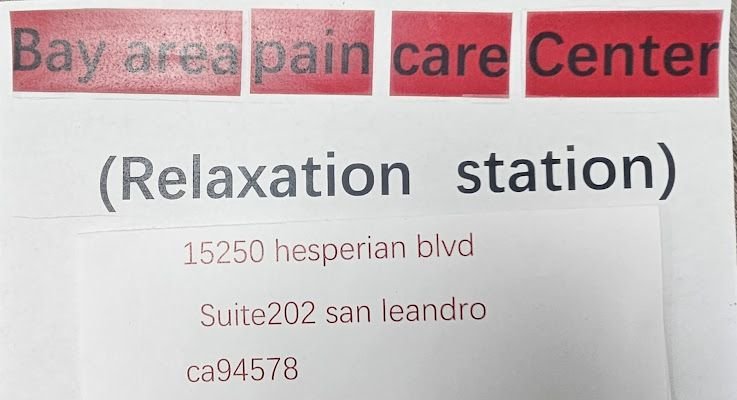 Bay area pain care Center
(Relaxation station)
15250 hesperian blvd
Suite202 san leandro
ca94578